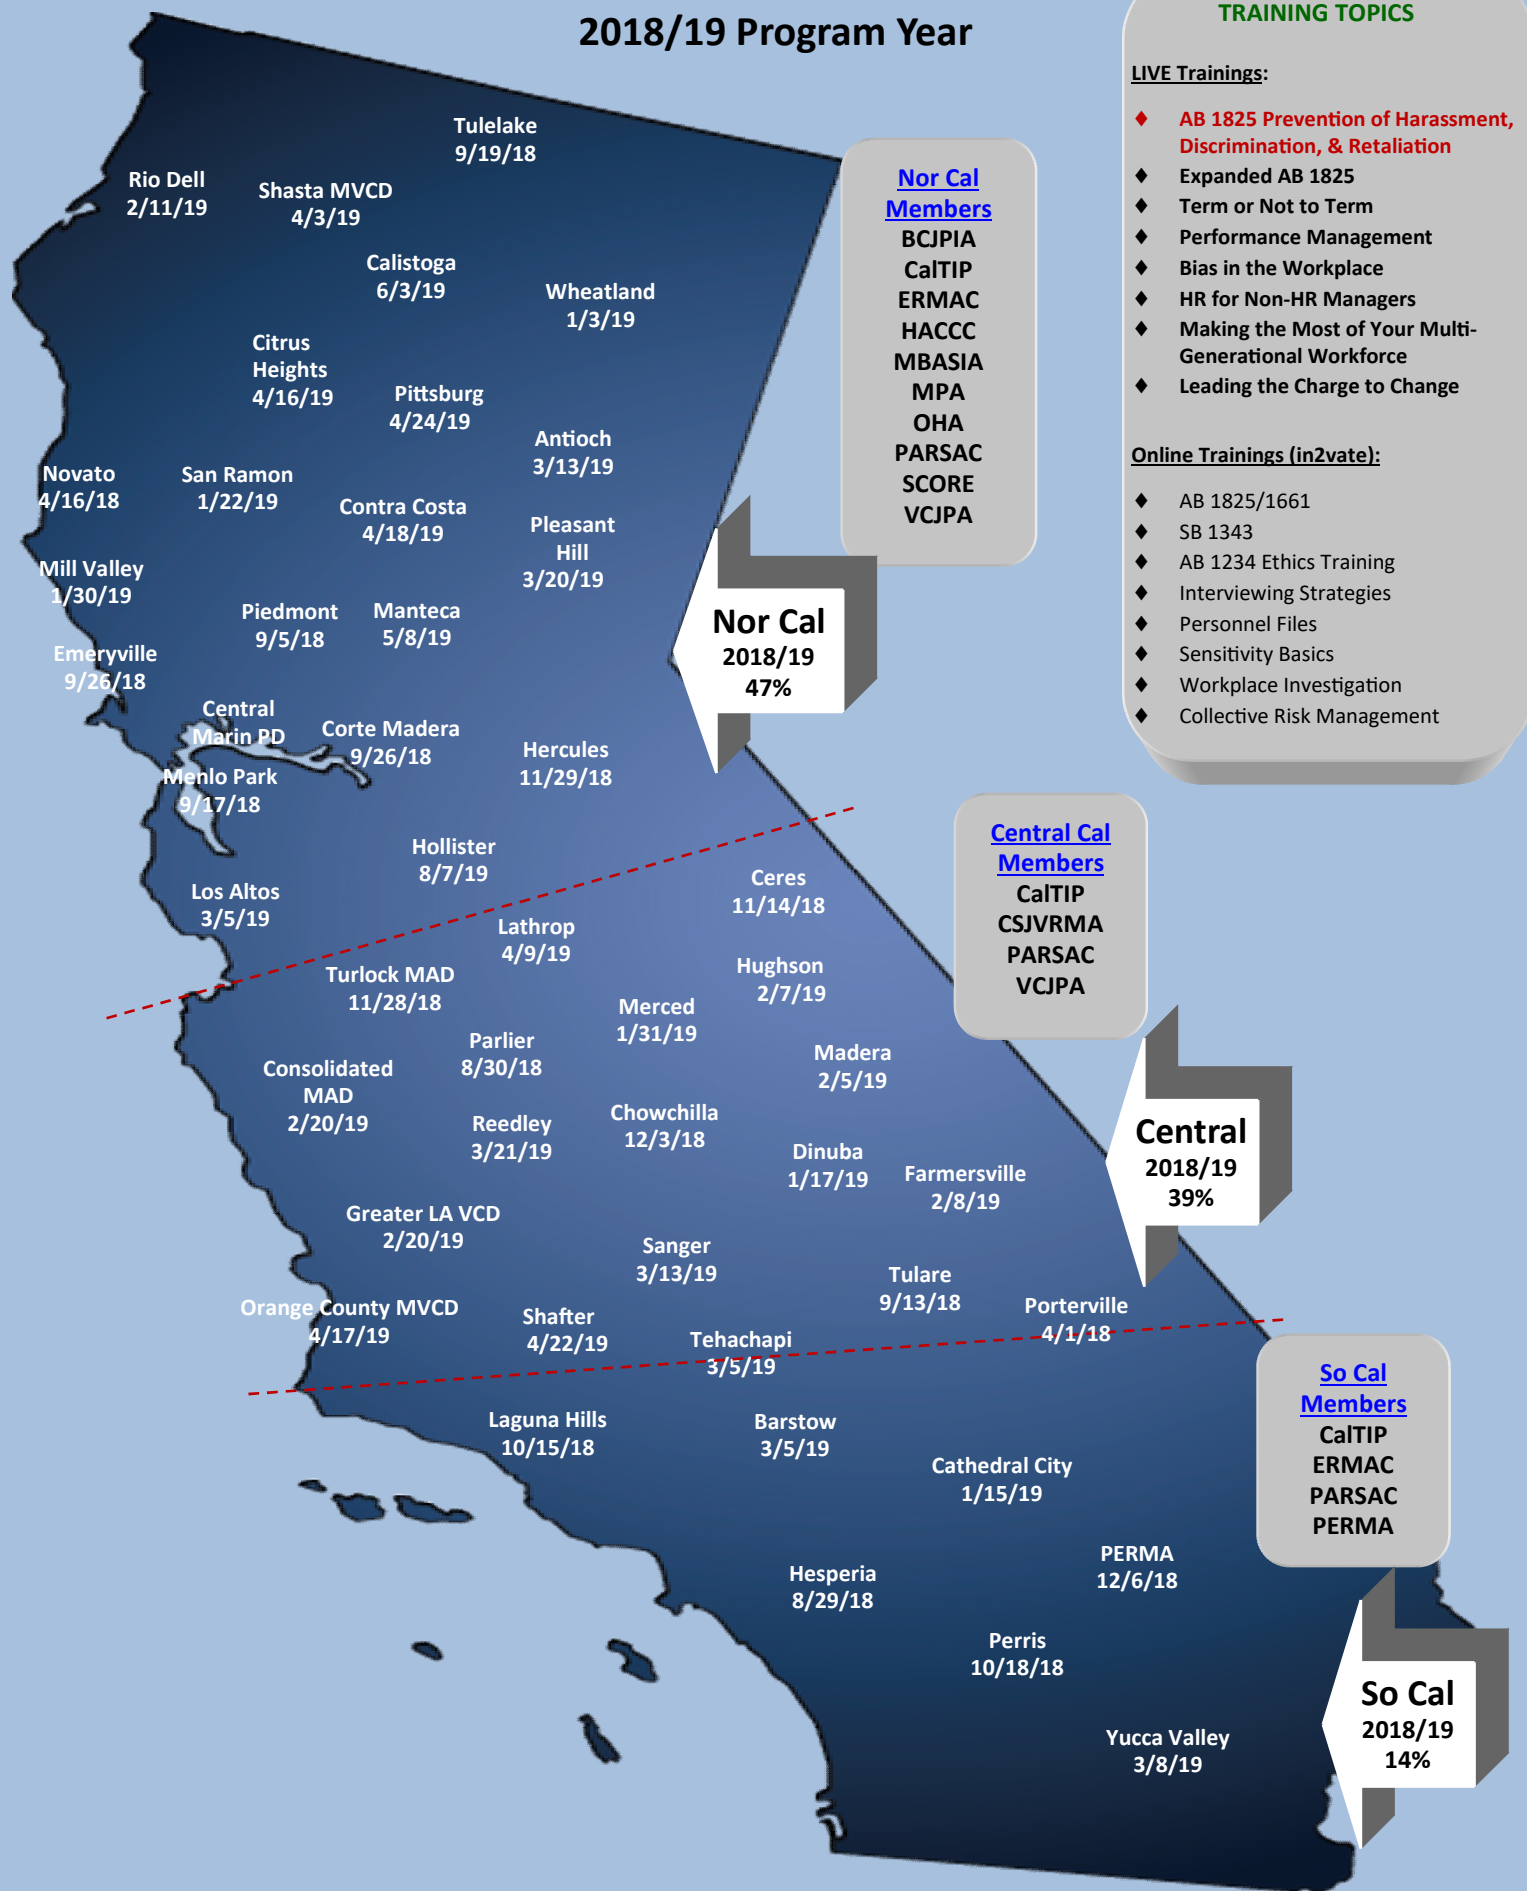 2018/19 Program Year
TRAINING TOPICS
LIVE Trainings:
♦ AB 1825 Prevention of Harassment,
Discrimination, & Retaliation
♦ Expanded AB 1825
♦ Term or Not to Term
♦ Performance Management
♦ Bias in the Workplace
♦ HR for Non-HR Managers
♦ Making the Most of Your Multi-
Generational Workforce
♦ Leading the Charge to Change
Online Trainings (in2vate):
♦ AB 1825/1661
♦ SB 1343
♦ AB 1234 Ethics Training
♦ Interviewing Strategies
♦ Personnel Files
♦ Sensitivity Basics
♦ Workplace Investigation
♦ Collective Risk Management
Nor Cal
Members
BCJPIA
CalTIP
ERMAC
HACCC
MBASIA
MPA
OHA
PARSAC
SCORE
VCJPA
Nor Cal
2018/19
47%
Tulelake
9/19/18
Rio Dell
2/11/19
Shasta MVCD
4/3/19
Calistoga
6/3/19
Wheatland
1/3/19
Citrus
Heights
4/16/19
Pittsburg
4/24/19
Antioch
3/13/19
Novato
4/16/18
San Ramon
1/22/19
Contra Costa
4/18/19
Pleasant
Hill
3/20/19
Mill Valley
1/30/19
Piedmont
9/5/18
Manteca
5/8/19
Emeryville
9/26/18
Central
Marin PD
Corte Madera
9/26/18
Hercules
11/29/18
Menlo Park
9/17/18
Hollister
8/7/19
Los Altos
3/5/19
Central Cal
Members
CalTIP
CSJVRMA
PARSAC
VCJPA
Central
2018/19
39%
Ceres
11/14/18
Lathrop
4/9/19
Turlock MAD
11/28/18
Hughson
2/7/19
Merced
1/31/19
Parlier
8/30/18
Madera
2/5/19
Consolidated
MAD
2/20/19
Reedley
3/21/19
Chowchilla
12/3/18
Dinuba
1/17/19
Farmersville
2/8/19
Greater LA VCD
2/20/19
Sanger
3/13/19
Tulare
9/13/18
Porterville
4/1/18
Orange County MVCD
4/17/19
Shafter
4/22/19
Tehachapi
3/5/19
So Cal
Members
CalTIP
ERMAC
PARSAC
PERMA
So Cal
2018/19
14%
Laguna Hills
10/15/18
Barstow
3/5/19
Cathedral City
1/15/19
PERMA
12/6/18
Hesperia
8/29/18
Perris
10/18/18
Yucca Valley
3/8/19